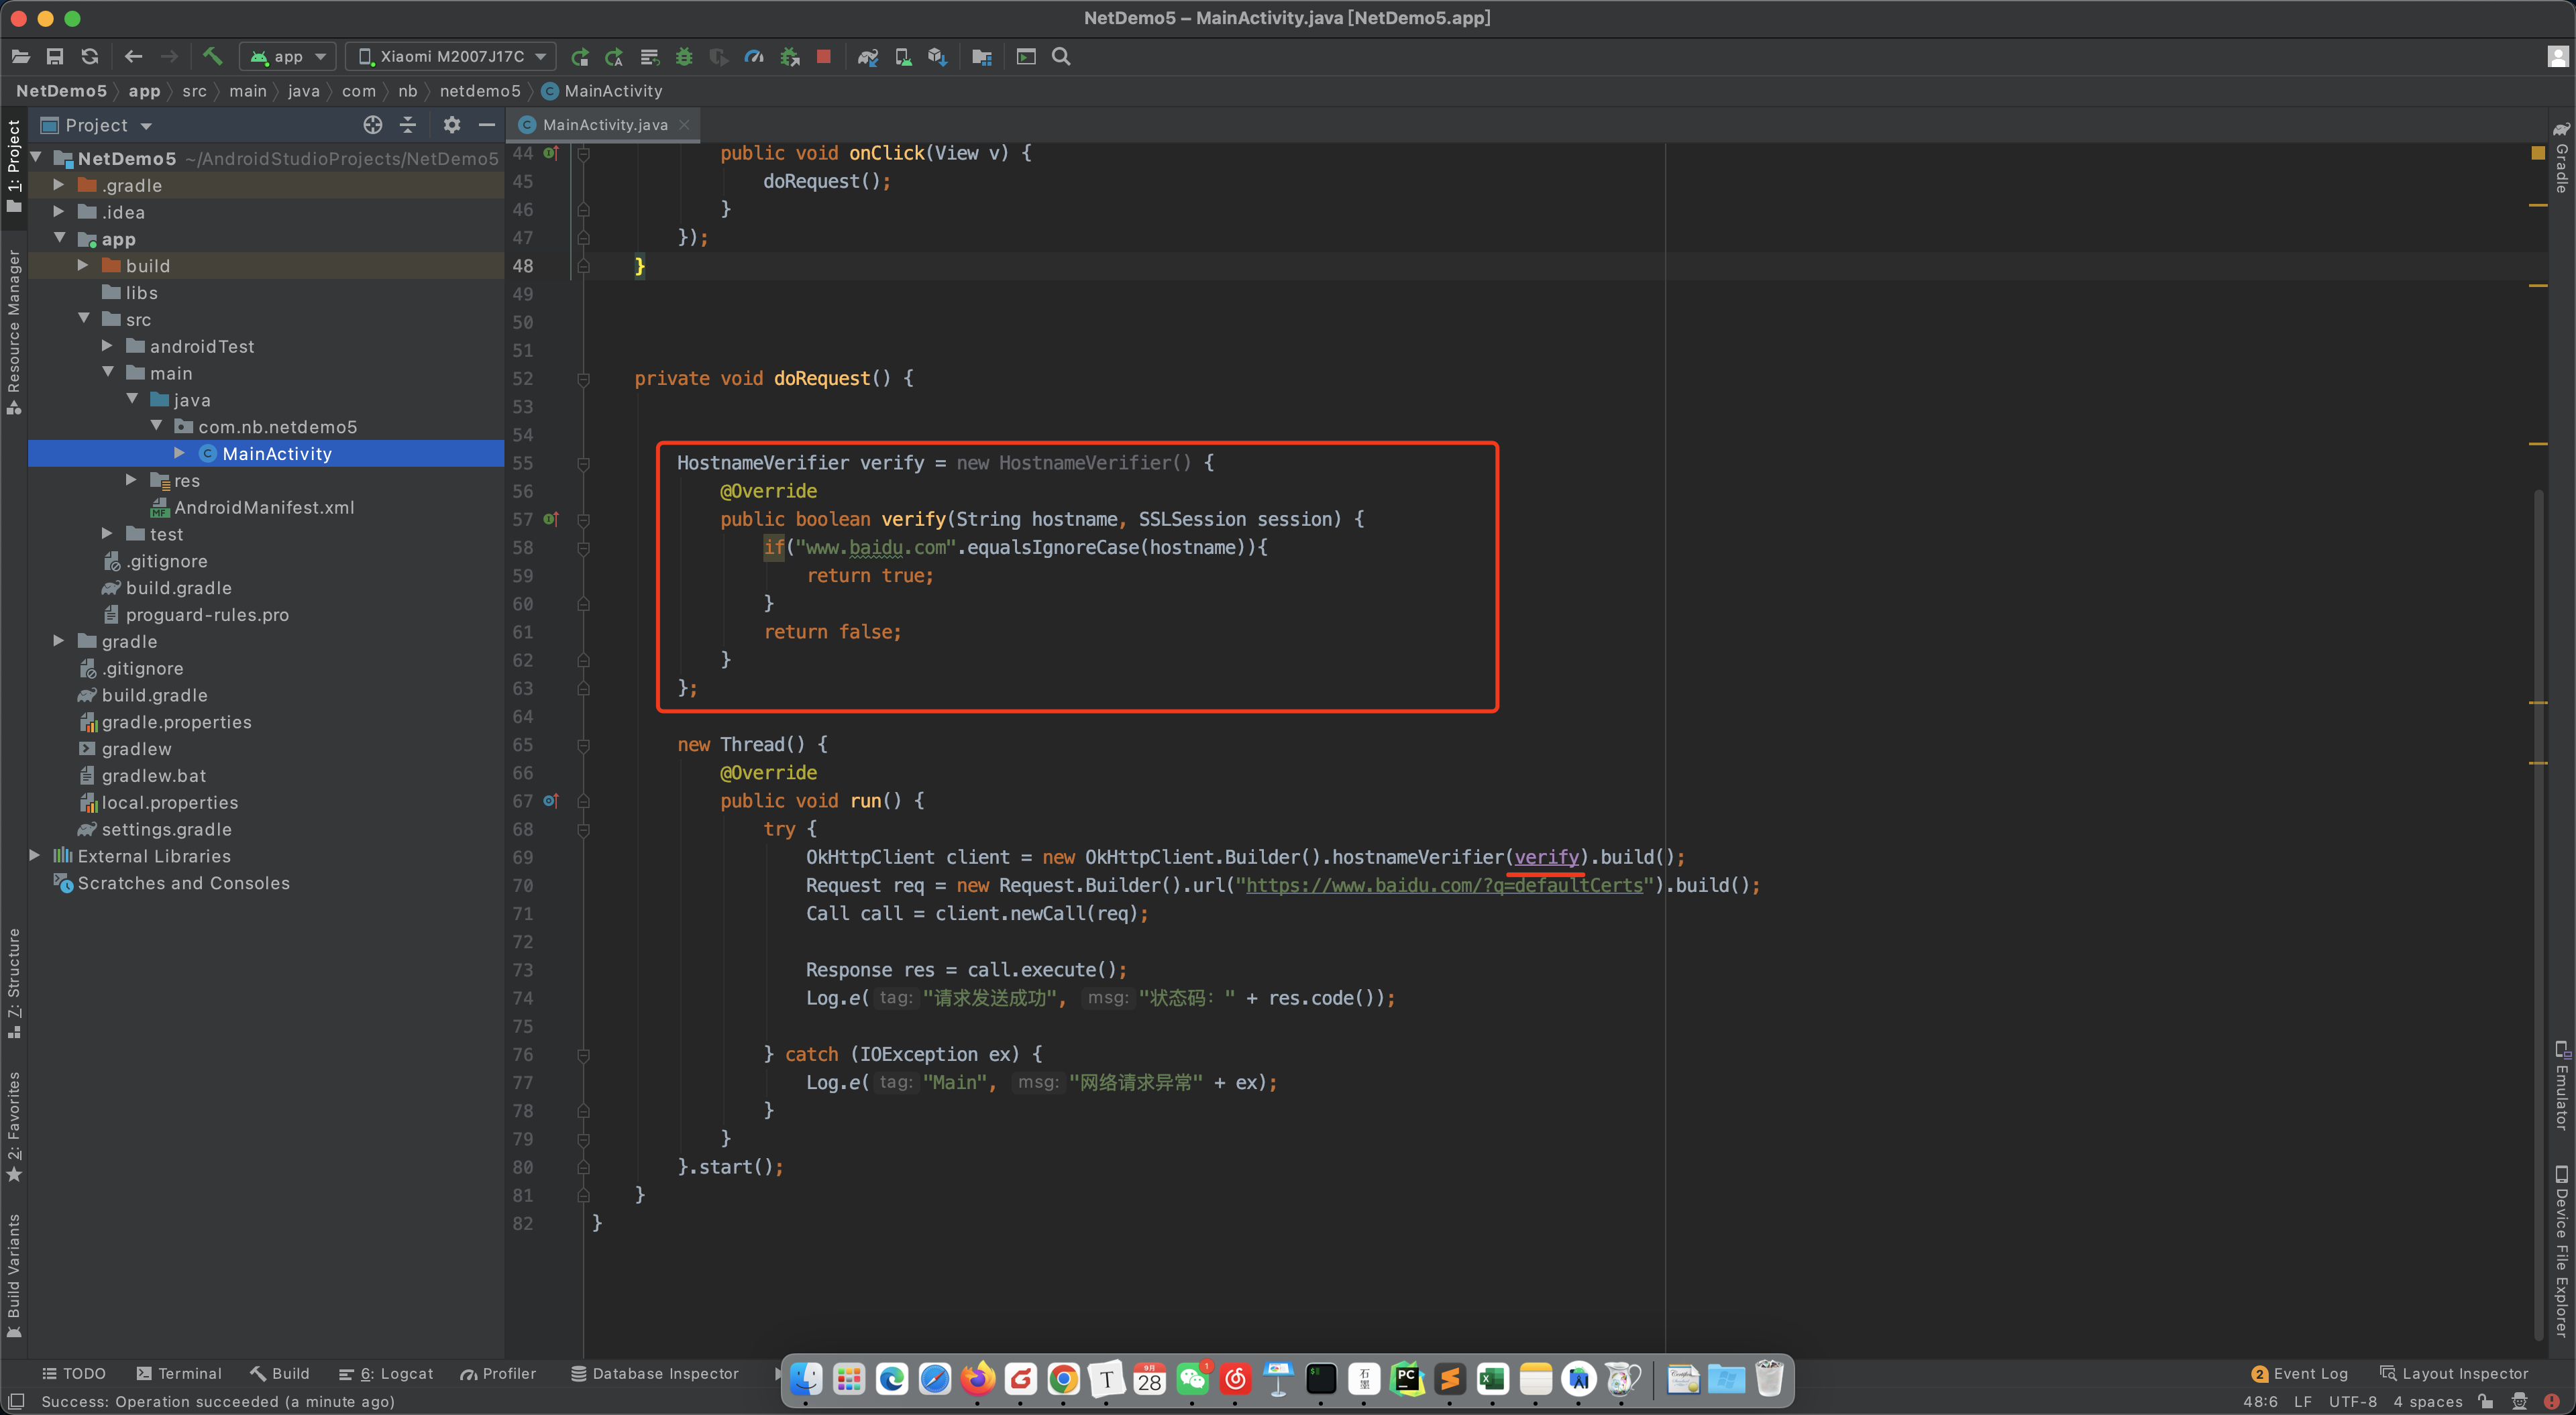 NetDemo5 – MainActivity.java [NetDemo5.app]
app
Xiaomi M2007J17C
NetDemo5 〉 app 〉 src 〉 main 〉 java 〉 com 〉 nb 〉 netdemo5 〉 MainActivity
Project
MainActivity.java
1: Project
Resource Manager
7: Structure
2: Favorites
Build Variants
NetDemo5 ~/AndroidStudioProjects/NetDemo5
.gradle
.idea
app
build
libs
src
androidTest
main
java
com.nb.netdemo5
MainActivity
res
AndroidManifest.xml
test
.gitignore
build.gradle
proguard-rules.pro
gradle
.gitignore
build.gradle
gradle.properties
gradlew
gradlew.bat
local.properties
settings.gradle
External Libraries
Scratches and Consoles
44 public void onClick(View v) {
45 doRequest();
46 }
47 });
48 }
49
50
51
52 private void doRequest() {
53
54
55 HostnameVerifier verify = new HostnameVerifier() {
56 @Override
57 public boolean verify(String hostname, SSLSession session) {
58 if("www.baidu.com".equalsIgnoreCase(hostname)){
59 return true;
60 }
61 return false;
62 }
63 };
64
65 new Thread() {
66 @Override
67 public void run() {
68 try {
69 OkHttpClient client = new OkHttpClient.Builder().hostnameVerifier(verify).build();
70 Request req = new Request.Builder().url("https://www.baidu.com/?q=defaultCerts").build();
71 Call call = client.newCall(req);
72
73 Response res = call.execute();
74 Log.e( tag: "请求发送成功", msg: "状态码：" + res.code());
75
76 } catch (IOException ex) {
77 Log.e( tag: "Main", msg: "网络请求异常" + ex);
78 }
79 }
80 }.start();
81 }
82 }
Gradle
Emulator
Device File Explorer
TODO Terminal Build 6: Logcat Profiler Database Inspector
9月
28
1
T
石墨
PC
2 Event Log Layout Inspector
Success: Operation succeeded (a minute ago)
48:6 LF UTF-8 4 spaces